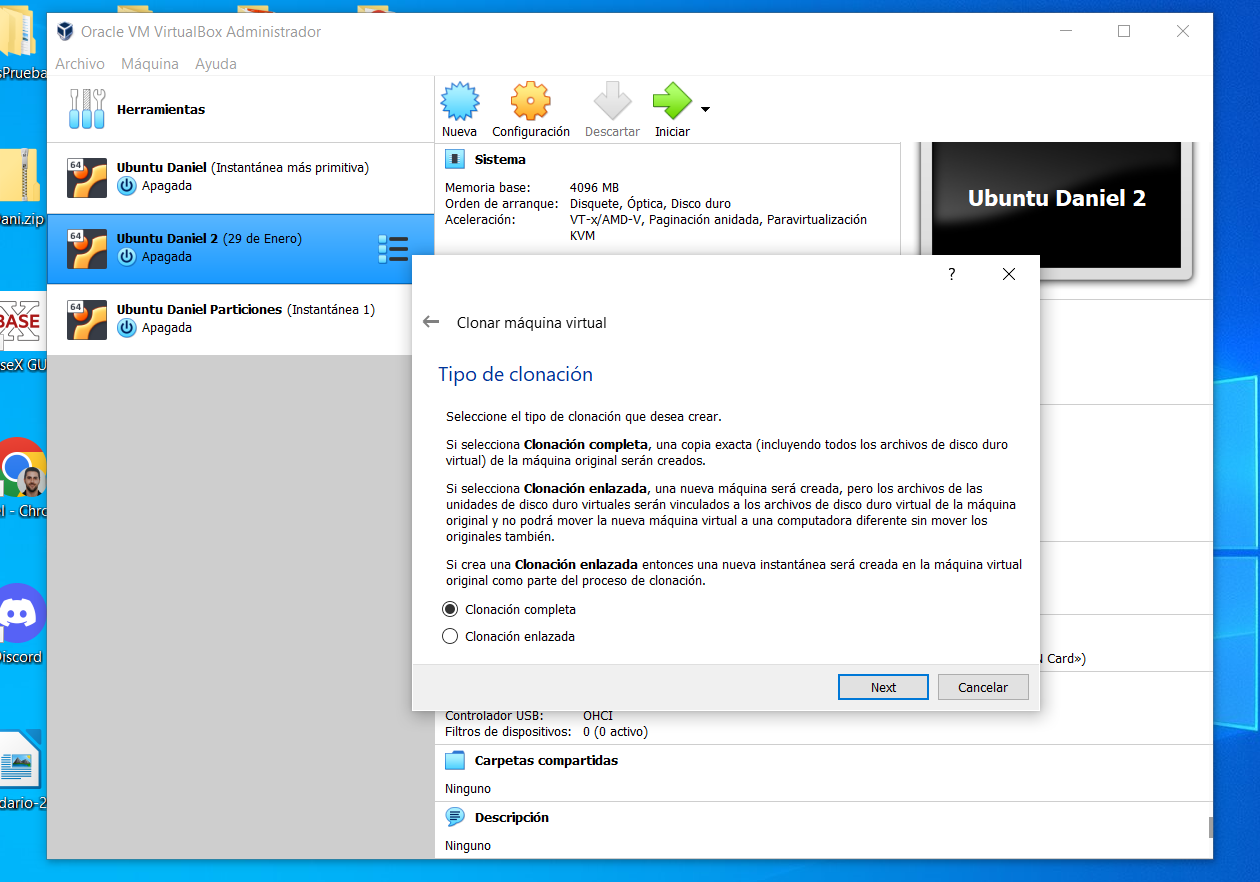 Oracle VM VirtualBox Administrador
Archivo Máquina Ayuda
Herramientas
Nueva Configuración Descartar Iniciar
64
Ubuntu Daniel (Instantánea más primitiva)
Apagada
64
Ubuntu Daniel 2 (29 de Enero)
Apagada
64
Ubuntu Daniel Particiones (Instantánea 1)
Apagada
Sistema
Memoria base: 4096 MB
Orden de arranque: Disquete, Óptica, Disco duro
Aceleración: VT-x/AMD-V, Paginación anidada, Paravirtualización
KVM
Ubuntu Daniel 2
?
Clonar máquina virtual
Tipo de clonación
Seleccione el tipo de clonación que desea crear.
Si selecciona Clonación completa, una copia exacta (incluyendo todos los archivos de disco duro
virtual) de la máquina original serán creados.
Si selecciona Clonación enlazada, una nueva máquina será creada, pero los archivos de las
unidades de disco duro virtuales serán vinculados a los archivos de disco duro virtual de la máquina
original y no podrá mover la nueva máquina virtual a una computadora diferente sin mover los
originales también.
Si crea una Clonación enlazada entonces una nueva instantánea será creada en la máquina virtual
original como parte del proceso de clonación.
Clonación completa
Clonación enlazada
Next Cancelar
N Card»)
Controlador USB: OHCI
Filtros de dispositivos: 0 (0 activo)
Carpetas compartidas
Ninguno
Descripción
Ninguno
sPrueba
ani.zip
BASE
X
seX GU
l - Chro
Discord
dario-2